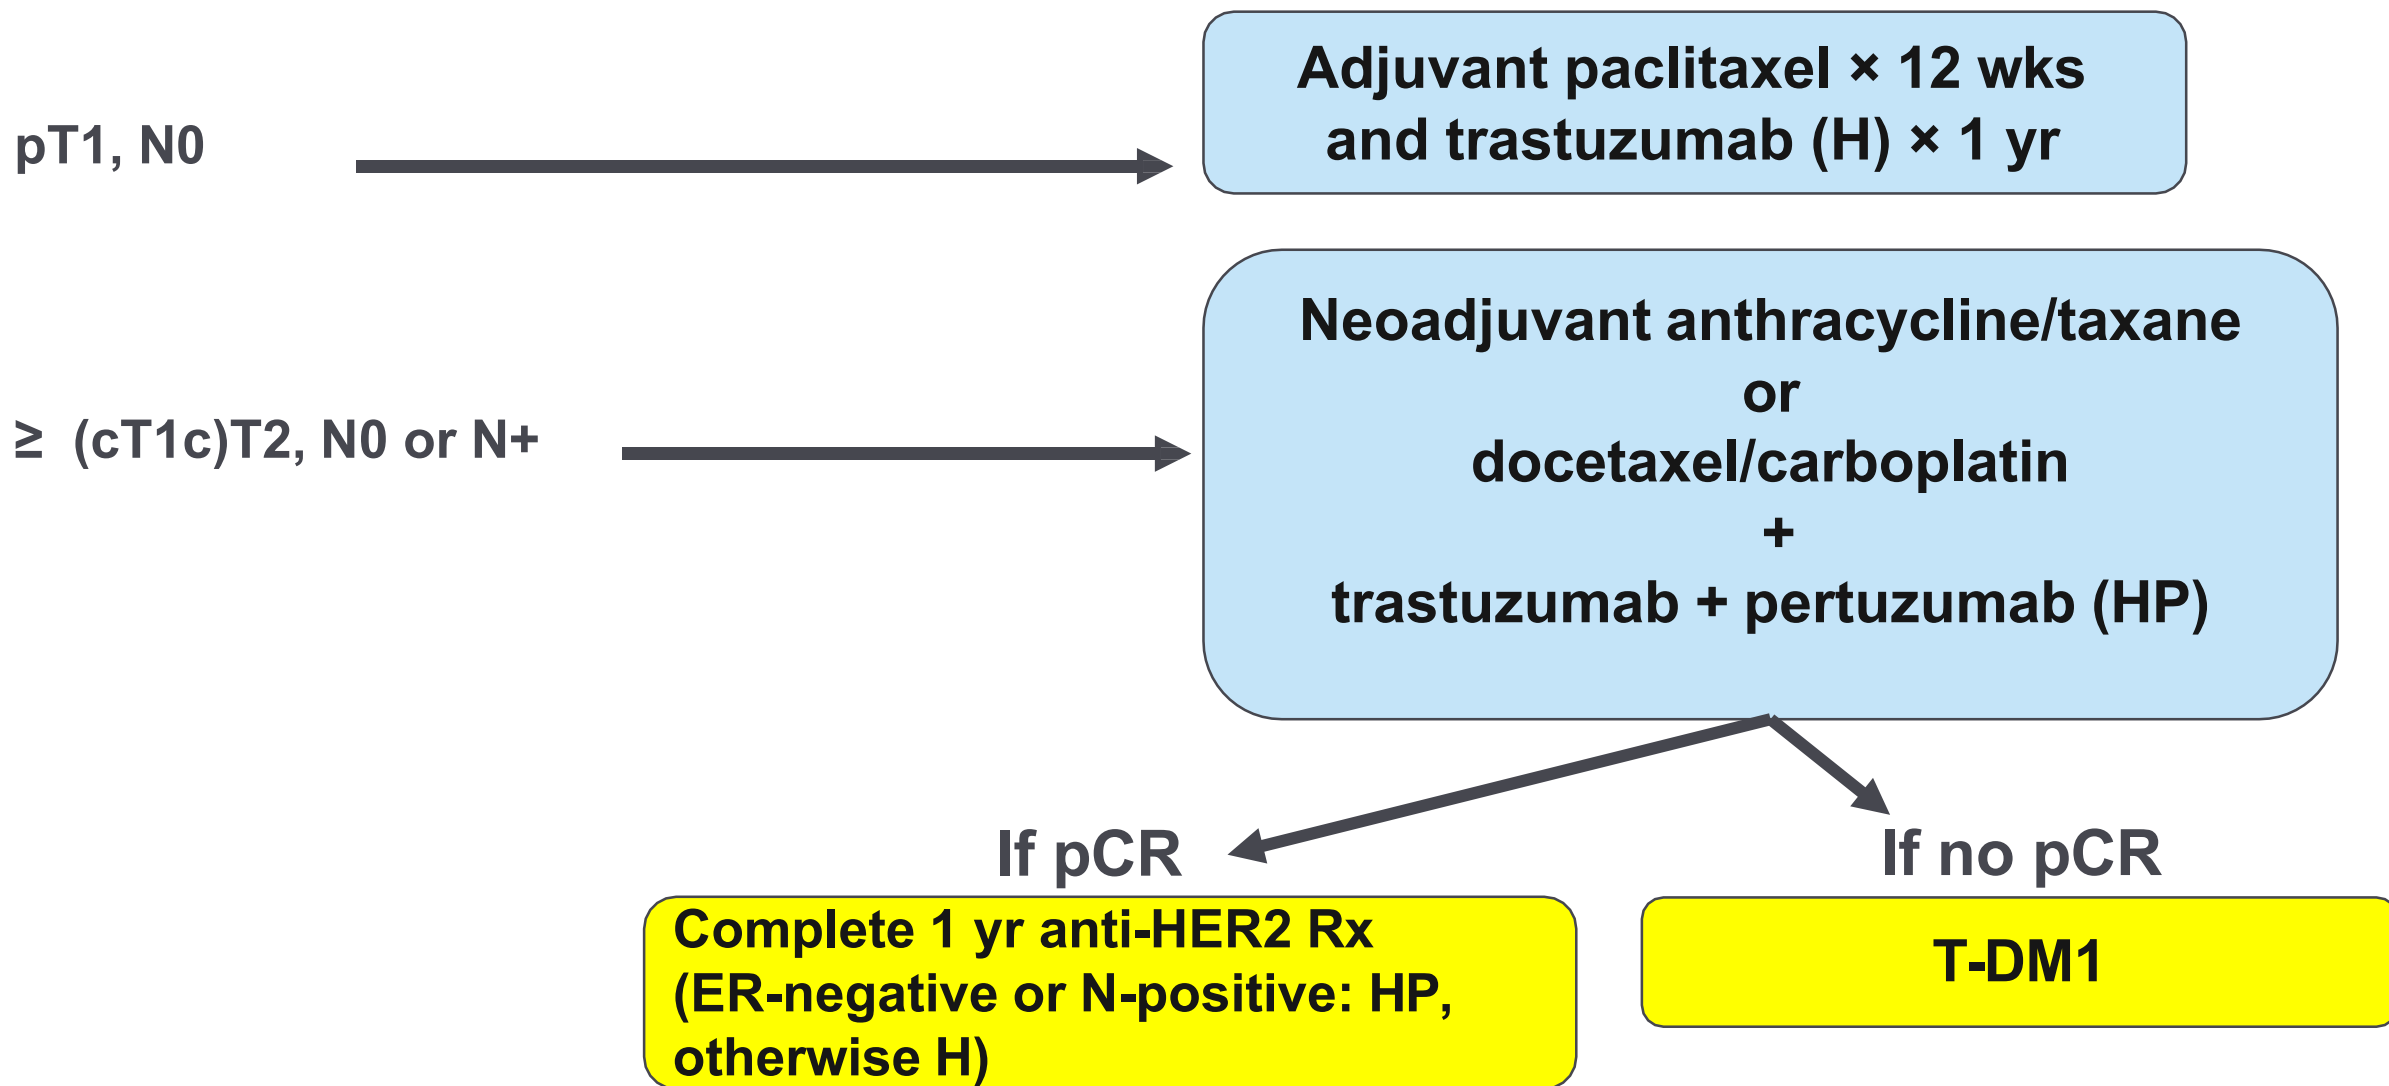 pT1, N0
Adjuvant paclitaxel × 12 wks
and trastuzumab (H) × 1 yr
≥ (cT1c)T2, N0 or N+
Neoadjuvant anthracycline/taxane
or
docetaxel/carboplatin
+
trastuzumab + pertuzumab (HP)
If pCR
Complete 1 yr anti-HER2 Rx
(ER-negative or N-positive: HP,
otherwise H)
If no pCR
T-DM1